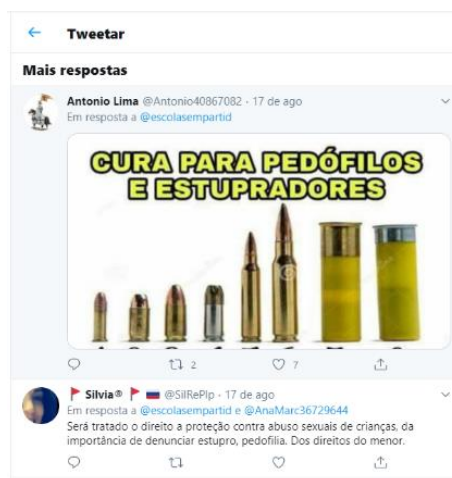 Tweetar
Mais respostas
Antonio Lima @Antonio40867082 · 17 de ago
Em resposta a @escolasempartid
CURA PARA PEDÓFILOS
E ESTUPRADORES
2
7
Silvia® @SilRePlp · 17 de ago
Em resposta a @escolasempartid e @AnaMarc36729644
Será tratado o direito a proteção contra abuso sexuais de crianças, da
importância de denunciar estupro, pedofilia. Dos direitos do menor.